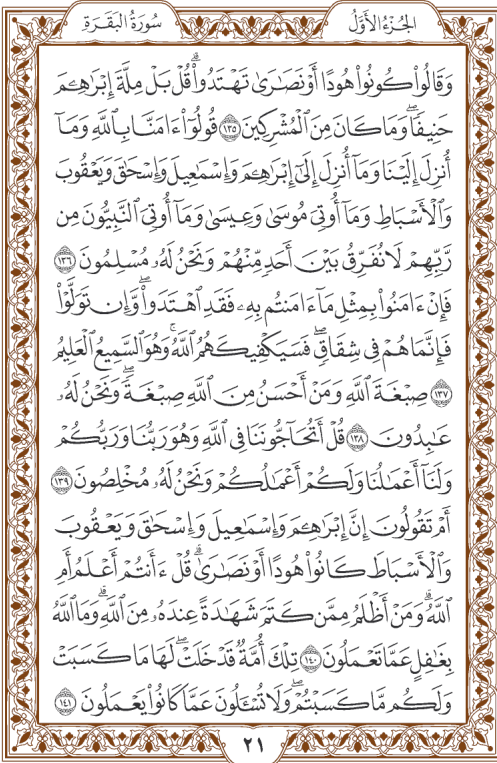 الجُزْءُ الأَوَّلُ سُورَةُ البَقَرَةِ
وَقَالُوا۟ كُونُوا۟ هُودًا أَوْ نَصَـٰرَىٰ تَهْتَدُوا۟ۗ قُلْ بَلْ مِلَّةَ إِبْرَٰهِـۧمَ
حَنِيفًاۖ وَمَا كَانَ مِنَ ٱلْمُشْرِكِينَ ١٣٥ قُولُوٓا۟ ءَامَنَّا بِٱللَّهِ وَمَآ
أُنزِلَ إِلَيْنَا وَمَآ أُنزِلَ إِلَىٰٓ إِبْرَٰهِـۧمَ وَإِسْمَـٰعِيلَ وَإِسْحَـٰقَ وَيَعْقُوبَ
وَٱلْأَسْبَاطِ وَمَآ أُوتِىَ مُوسَىٰ وَعِيسَىٰ وَمَآ أُوتِىَ ٱلنَّبِيُّونَ مِن
رَّبِّهِمْ لَا نُفَرِّقُ بَيْنَ أَحَدٍ مِّنْهُمْ وَنَحْنُ لَهُۥ مُسْلِمُونَ ١٣٦
فَإِنْ ءَامَنُوا۟ بِمِثْلِ مَآ ءَامَنتُم بِهِۦ فَقَدِ ٱهْتَدَوا۟ۖ وَّإِن تَوَلَّوْا۟
فَإِنَّمَا هُمْ فِى شِقَاقٍۖ فَسَيَكْفِيكَهُمُ ٱللَّهُۚ وَهُوَ ٱلسَّمِيعُ ٱلْعَلِيمُ
١٣٧ صِبْغَةَ ٱللَّهِ وَمَنْ أَحْسَنُ مِنَ ٱللَّهِ صِبْغَةًۖ وَنَحْنُ لَهُۥ
عَـٰبِدُونَ ١٣٨ قُلْ أَتُحَآجُّونَنَا فِى ٱللَّهِ وَهُوَ رَبُّنَا وَرَبُّكُمْ
وَلَنَآ أَعْمَـٰلُنَا وَلَكُمْ أَعْمَـٰلُكُمْ وَنَحْنُ لَهُۥ مُخْلِصُونَ ١٣٩
أَمْ تَقُولُونَ إِنَّ إِبْرَٰهِـۧمَ وَإِسْمَـٰعِيلَ وَإِسْحَـٰقَ وَيَعْقُوبَ
وَٱلْأَسْبَاطَ كَانُوا۟ هُودًا أَوْ نَصَـٰرَىٰۗ قُلْ ءَأَنتُمْ أَعْلَمُ أَمِ
ٱللَّهُۗ وَمَنْ أَظْلَمُ مِمَّن كَتَمَ شَهَـٰدَةً عِندَهُۥ مِنَ ٱللَّهِۗ وَمَا ٱللَّهُ
بِغَـٰفِلٍ عَمَّا تَعْمَلُونَ ١٤٠ تِلْكَ أُمَّةٌ قَدْ خَلَتْۖ لَهَا مَا كَسَبَتْ
وَلَكُم مَّا كَسَبْتُمْۖ وَلَا تُسْـَٔلُونَ عَمَّا كَانُوا۟ يَعْمَلُونَ ١٤١
٢١